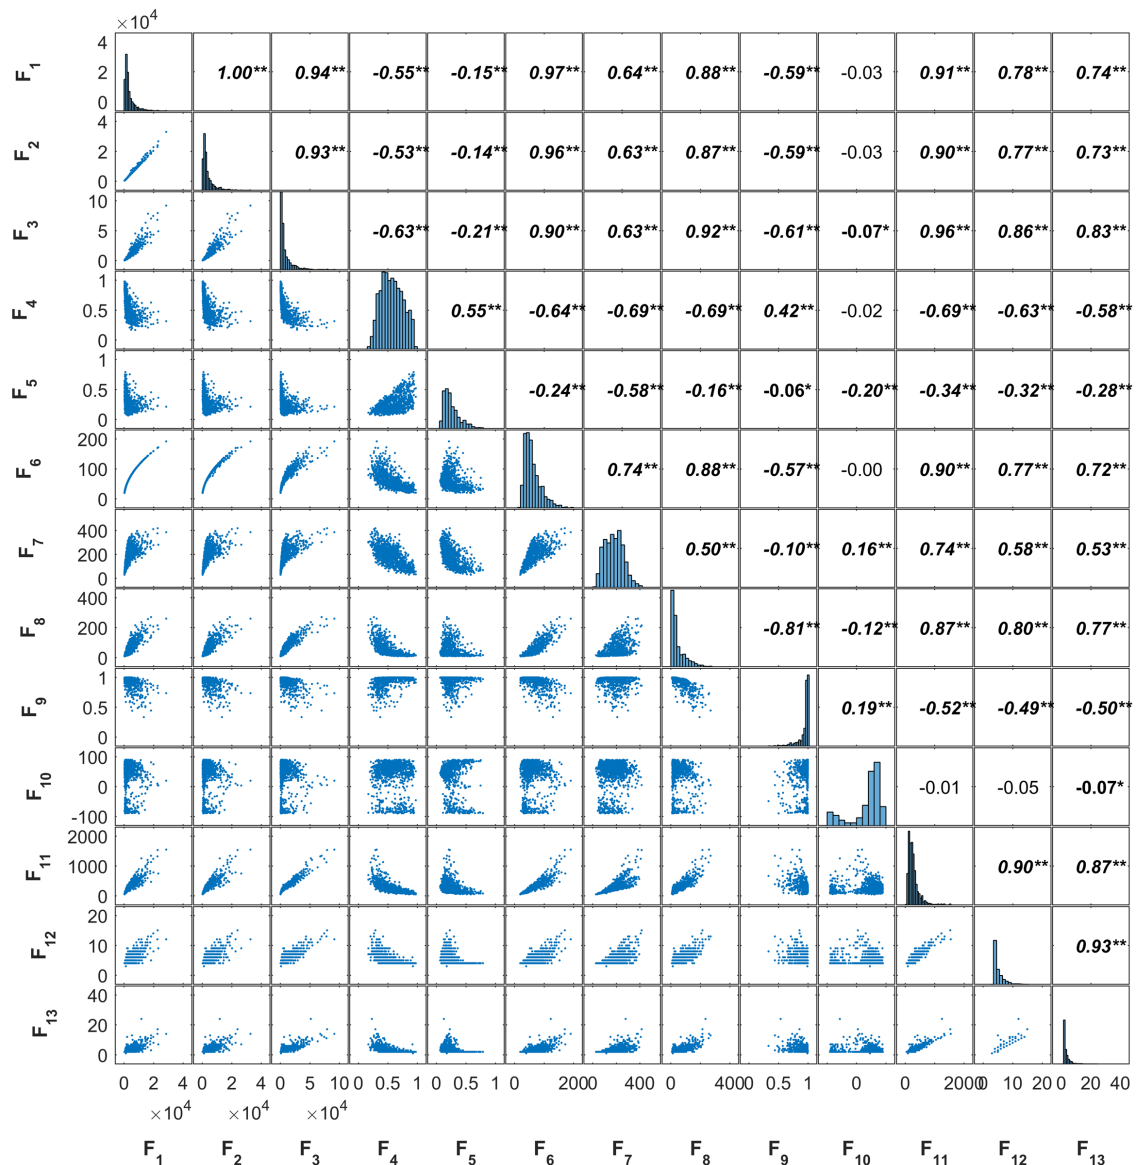 ×10⁴
F₁ 4 2 0 1.00** 0.94** -0.55** -0.15** 0.97** 0.64** 0.88** -0.59** -0.03 0.91** 0.78** 0.74**
F₂ 4 2 0 0.93** -0.53** -0.14** 0.96** 0.63** 0.87** -0.59** -0.03 0.90** 0.77** 0.73**
F₃ 10 5 0 -0.63** -0.21** 0.90** 0.63** 0.92** -0.61** -0.07* 0.96** 0.86** 0.83**
F₄ 1 0.5 0 0.55** -0.64** -0.69** -0.69** 0.42** -0.02 -0.69** -0.63** -0.58**
F₅ 1 0.5 0 -0.24** -0.58** -0.16** -0.06* -0.20** -0.34** -0.32** -0.28**
F₆ 200 100 0 0.74** 0.88** -0.57** -0.00 0.90** 0.77** 0.72**
F₇ 400 200 0 0.50** -0.10** 0.16** 0.74** 0.58** 0.53**
F₈ 400 200 0 -0.81** -0.12** 0.87** 0.80** 0.77**
F₉ 1 0.5 0 0.19** -0.52** -0.49** -0.50**
F₁₀ 100 0 -100 -0.01 -0.05 -0.07*
F₁₁ 2000 1000 0 0.90** 0.87**
F₁₂ 20 10 0 0.93**
F₁₃ 40 20 0
0 2 4 0 2 4 0 5 10 0 0.5 1 0 0.5 1 0 200 0 200 400 0 400 0 0.5 1 0 0 2000 0 10 20 0 20 40
×10⁴ ×10⁴ ×10⁴
F₁ F₂ F₃ F₄ F₅ F₆ F₇ F₈ F₉ F₁₀ F₁₁ F₁₂ F₁₃